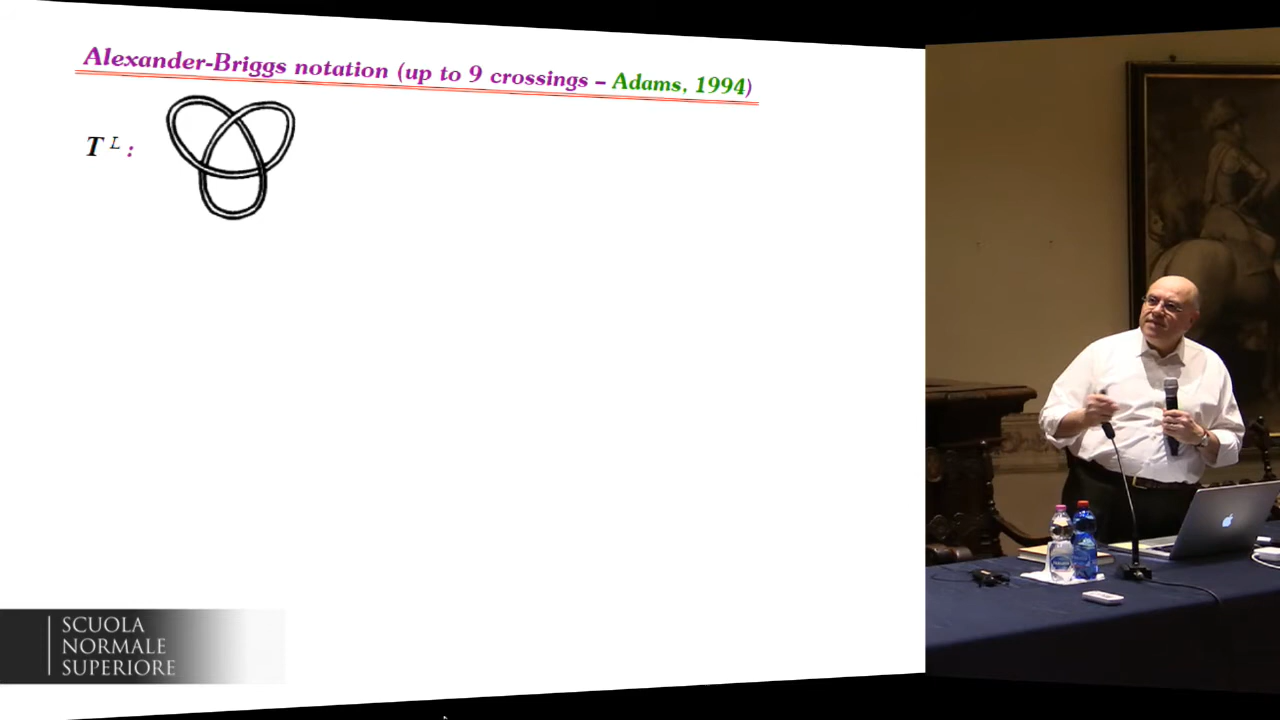 Alexander-Briggs notation (up to 9 crossings – Adams, 1994)
T L :
SCUOLA
NORMALE
SUPERIORE